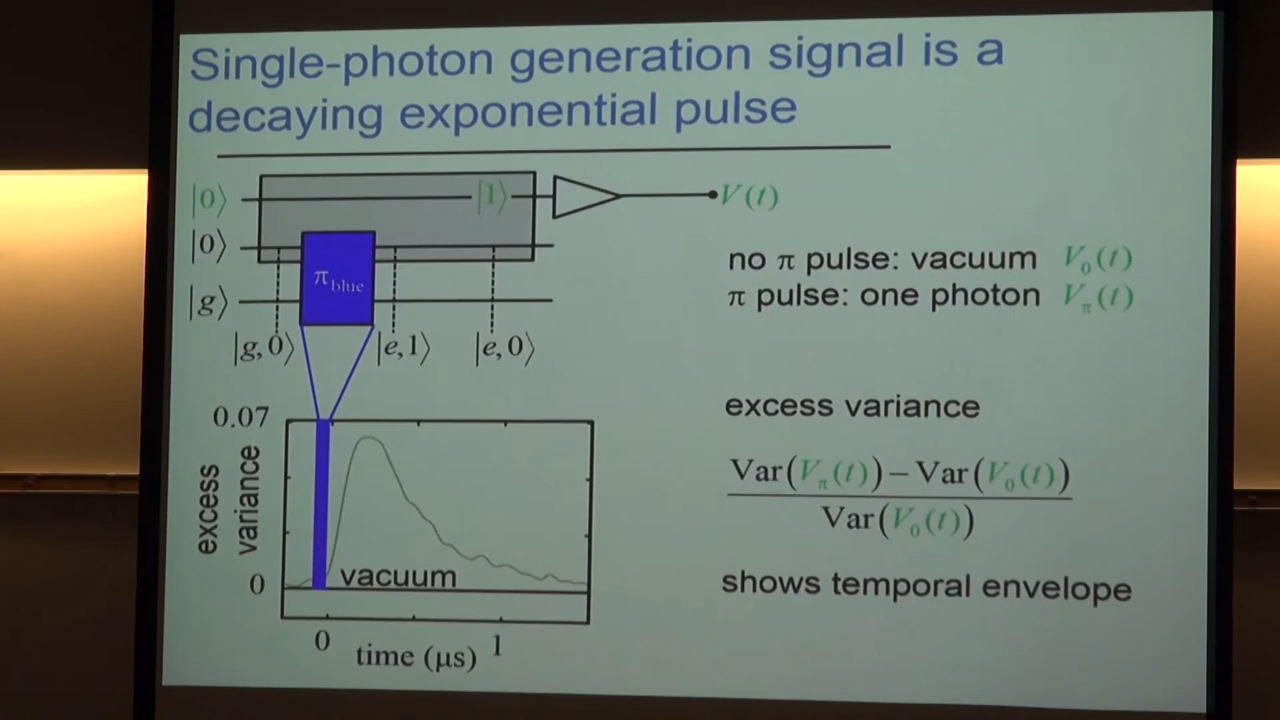 Single-photon generation signal is a
decaying exponential pulse
|0⟩
|1⟩
V(t)
|0⟩
π_blue
|g⟩
|g,0⟩
|e,1⟩
|e,0⟩
no π pulse: vacuum V₀(t)
π pulse: one photon V_π(t)
excess variance
Var(V_π(t)) – Var(V₀(t))
Var(V₀(t))
shows temporal envelope
0.07
excess
variance
0
vacuum
0
1
time (μs)